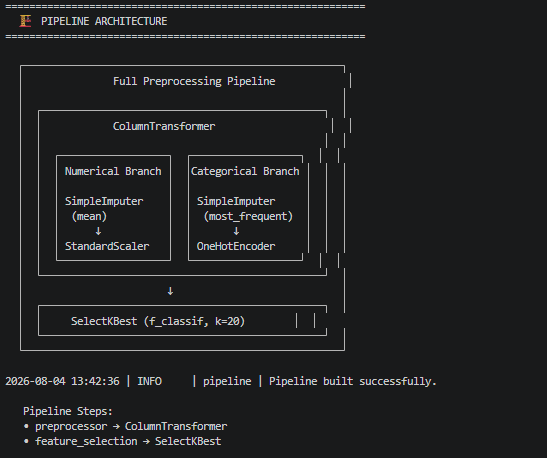 PIPELINE ARCHITECTURE
Full Preprocessing Pipeline
ColumnTransformer
Numerical Branch Categorical Branch
SimpleImputer SimpleImputer
(mean) (most_frequent)
↓ ↓
StandardScaler OneHotEncoder
↓
SelectKBest (f_classif, k=20)
2026-08-04 13:42:36 | INFO | pipeline | Pipeline built successfully.
Pipeline Steps:
• preprocessor → ColumnTransformer
• feature_selection → SelectKBest